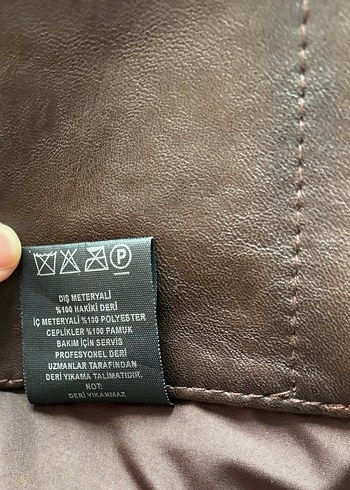 P
DIŞ METERYALİ
%100 HAKİKİ DERİ
İÇ METERYALİ %100 POLYESTER
CEPLİKLER %100 PAMUK
BAKIM İÇİN SERVİS
PROFESYONEL DERİ
UZMANLAR TARAFINDAN
DERİ YIKAMA TALİMATIDIR.
NOT:
DERİ YIKANMAZ